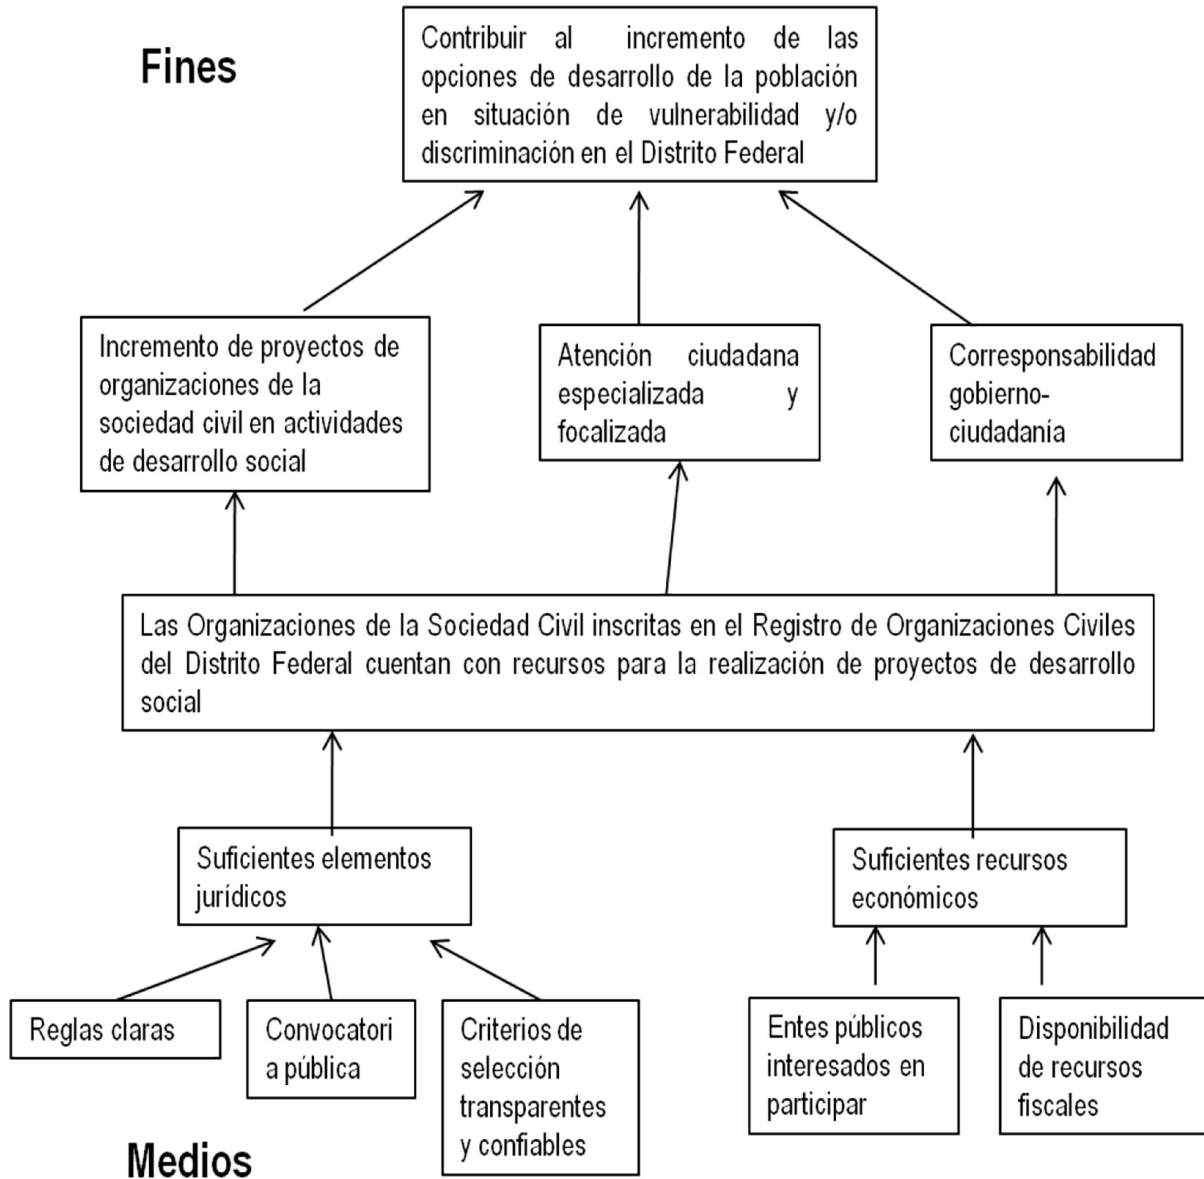 Fines
Contribuir al incremento de las
opciones de desarrollo de la población
en situación de vulnerabilidad y/o
discriminación en el Distrito Federal
Incremento de proyectos de
organizaciones de la
sociedad civil en actividades
de desarrollo social
Atención ciudadana
especializada y
focalizada
Corresponsabilidad
gobierno-
ciudadanía
Las Organizaciones de la Sociedad Civil inscritas en el Registro de Organizaciones Civiles
del Distrito Federal cuentan con recursos para la realización de proyectos de desarrollo
social
Suficientes elementos
jurídicos
Suficientes recursos
económicos
Reglas claras
Convocatori
a pública
Criterios de
selección
transparentes
y confiables
Entes públicos
interesados en
participar
Disponibilidad
de recursos
fiscales
Medios